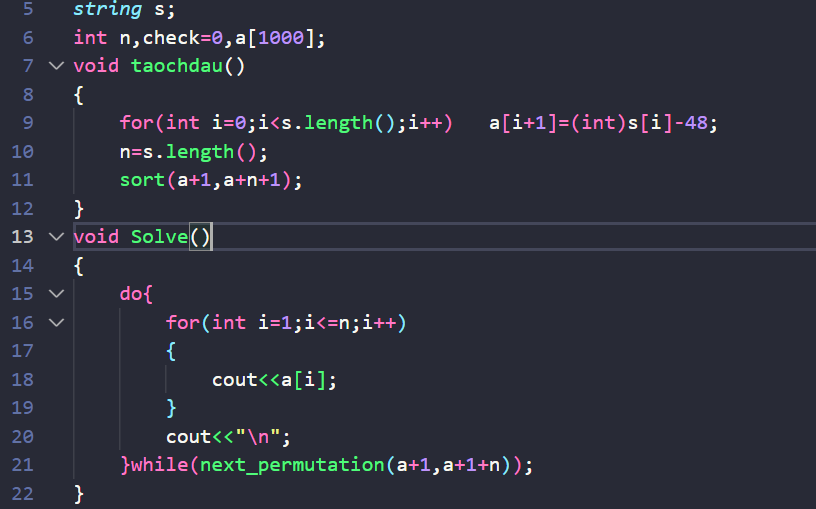 5 string s;
6 int n,check=0,a[1000];
7 void taochdau()
8 {
9 for(int i=0;i<s.length();i++) a[i+1]=(int)s[i]-48;
10 n=s.length();
11 sort(a+1,a+n+1);
12 }
13 void Solve()
14 {
15 do{
16 for(int i=1;i<=n;i++)
17 {
18 cout<<a[i];
19 }
20 cout<<"\n";
21 }while(next_permutation(a+1,a+1+n));
22 }